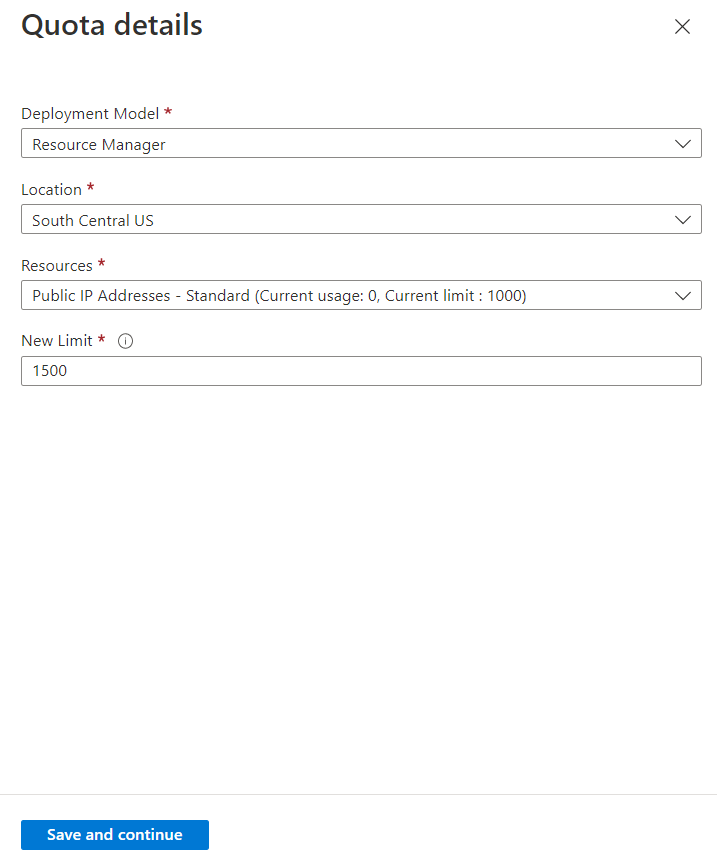 Quota details
Deployment Model *
Resource Manager
Location *
South Central US
Resources *
Public IP Addresses - Standard (Current usage: 0, Current limit : 1000)
New Limit *
1500
Save and continue